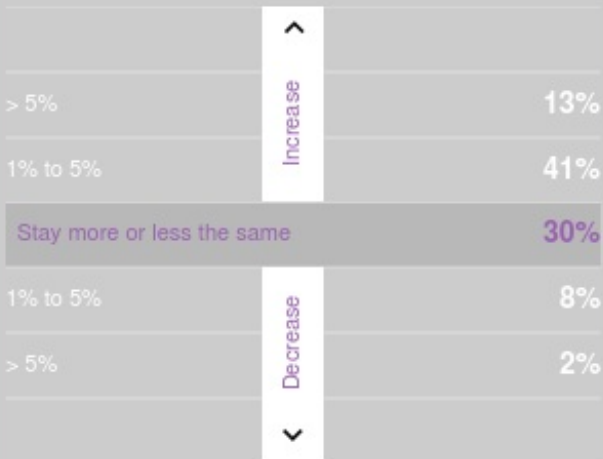 > 5%
13%
Increase
1% to 5%
41%
Stay more or less the same
30%
1% to 5%
8%
Decrease
> 5%
2%